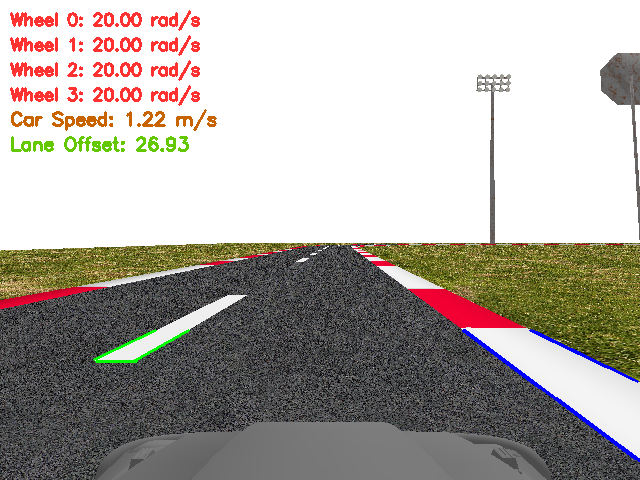 Wheel 0: 20.00 rad/s
Wheel 1: 20.00 rad/s
Wheel 2: 20.00 rad/s
Wheel 3: 20.00 rad/s
Car Speed: 1.22 m/s
Lane Offset: 26.93